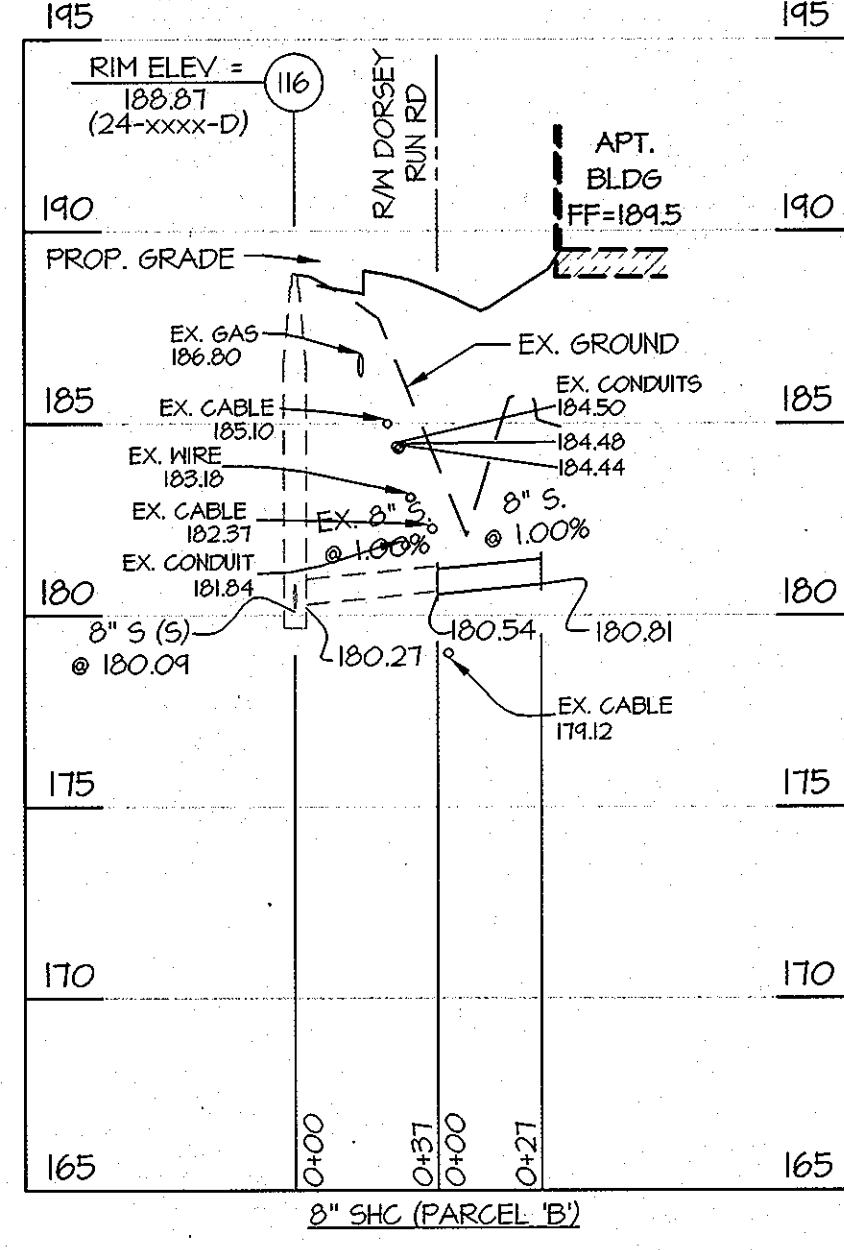 195
195
RIM ELEV =
188.87
(24-xxxx-D)
116
R/W DORSEY
RUN RD
APT.
BLDG
FF=189.5
190
190
PROP. GRADE
EX. GAS
186.80
EX. GROUND
EX. CONDUITS
184.50
184.48
184.44
185
185
EX. CABLE
185.10
EX. WIRE
183.18
EX. CABLE
182.37
EX. 8" S.
@ 1.00%
8" S.
@ 1.00%
EX. CONDUIT
181.84
180
180
8" S (S)
@ 180.09
180.27
180.54
180.81
EX. CABLE
179.12
175
175
170
170
0+00
0+37
0+00
0+27
165
165
8" SHC (PARCEL 'B')